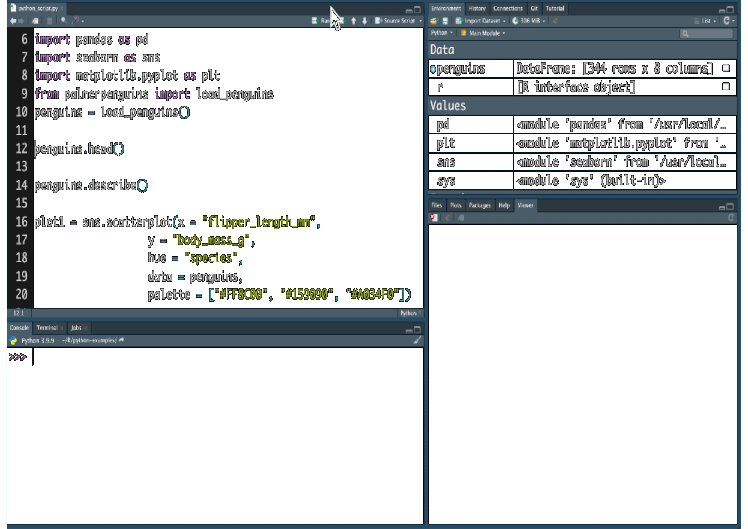 python_script.py
Run
Source Script
6 import pandas as pd
7 import seaborn as sns
8 import matplotlib.pyplot as plt
9 from palmerpenguins import load_penguins
10 penguins = load_penguins()
11
12 penguins.head()
13
14 penguins.describe()
15
16 plot1 = sns.scatterplot(x = "flipper_length_mm",
17 y = "body_mass_g",
18 hue = "species",
19 data = penguins,
20 palette = ["#FF8C00", "#159090", "#A034F0"])
12:1 Python
Console Terminal Jobs
Python 3.9.9 ~/R/python-examples/
>>>
Environment History Connections Git Tutorial
Import Dataset 306 MiB List
Python Main Module
Data
penguins DataFrame: [344 rows x 8 columns]
r [R interface object]
Values
pd <module 'pandas' from '/usr/local/…
plt <module 'matplotlib.pyplot' from '…
sns <module 'seaborn' from '/usr/local…
sys <module 'sys' (built-in)>
Files Plots Packages Help Viewer